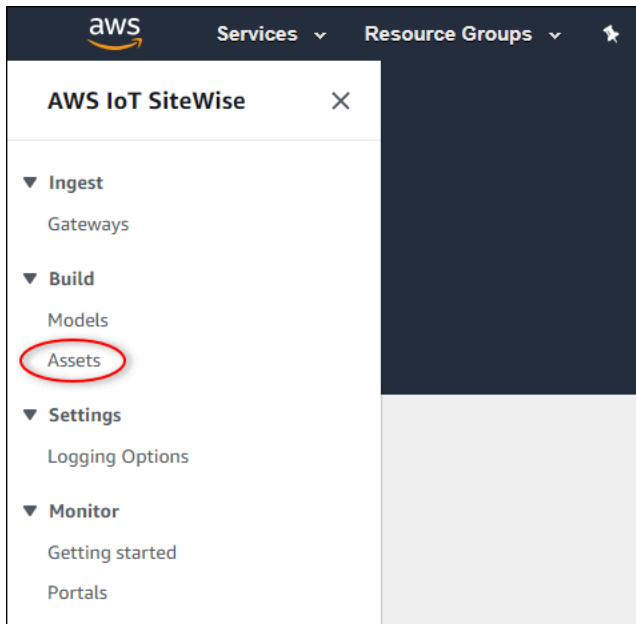 aws Services Resource Groups
AWS IoT SiteWise
Ingest
Gateways
Build
Models
Assets
Settings
Logging Options
Monitor
Getting started
Portals